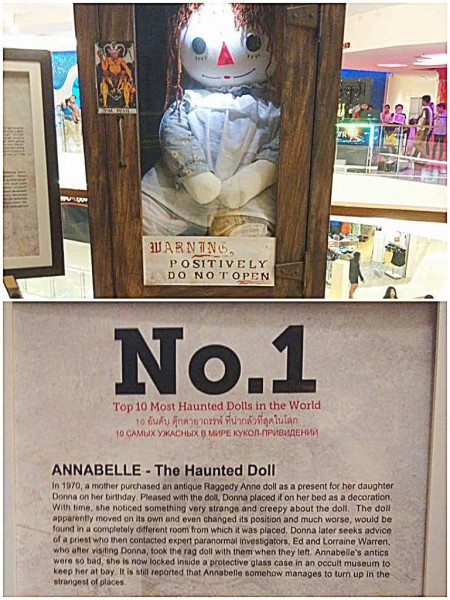 THE DEVIL
WARNING,
POSITIVELY
DO NOT OPEN
No.1
Top 10 Most Haunted Dolls in the World
10 อันดับ ตุ๊กตาอาถรรพ์ ที่น่ากลัวที่สุดในโลก
10 САМЫХ УЖАСНЫХ В МИРЕ КУКОЛ-ПРИВИДЕНИЙ
ANNABELLE - The Haunted Doll
In 1970, a mother purchased an antique Raggedy Anne doll as a present for her daughter
Donna on her birthday. Pleased with the doll, Donna placed if on her bed as a decoration.
With time, she noticed something very strange and creepy about the doll. The doll
apparently moved on its own and even changed its position and much worse, would be
found in a completely different room from which it was placed. Donna later seeks advice
of a priest who then contacted expert paranormal investigators, Ed and Lorraine Warren,
who after visiting Donna, took the rag doll with them when they left. Annabelle's antics
were so bad, she is now locked inside a protective glass case in an occult museum to
keep her at bay. It is still reported that Annabelle somehow manages to turn up in the
strangest of places.